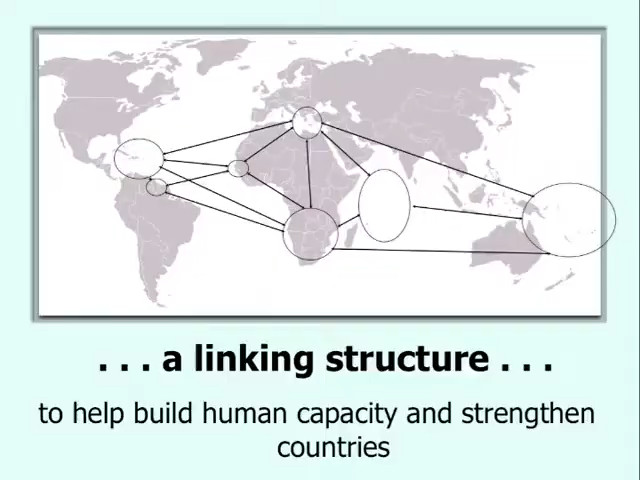 . . . a linking structure . . .
to help build human capacity and strengthen
countries